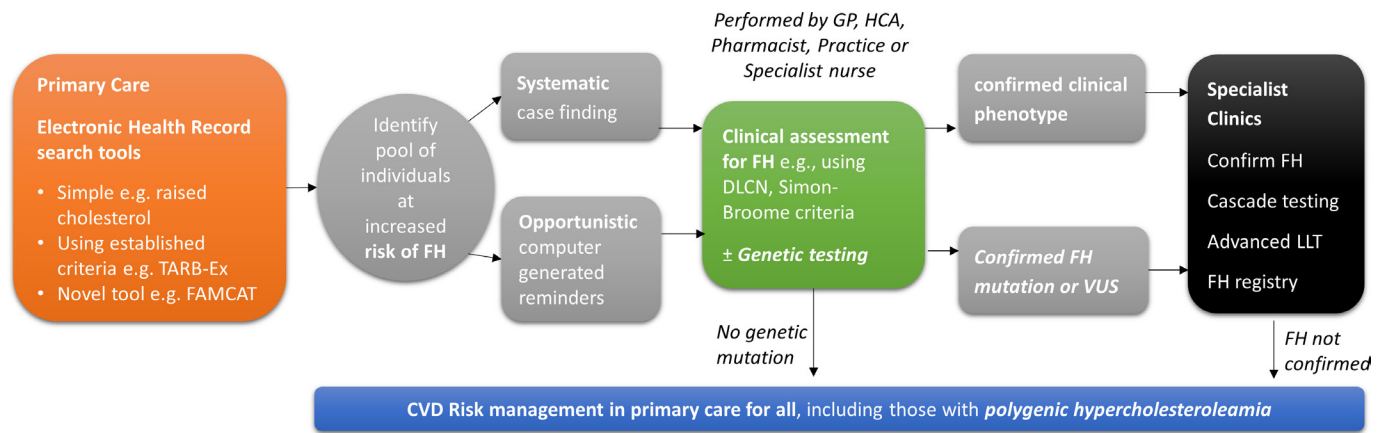 Primary Care
Electronic Health Record
search tools
• Simple e.g. raised
cholesterol
• Using established
criteria e.g. TARB-Ex
• Novel tool e.g. FAMCAT
Identify
pool of
individuals
at
increased
risk of FH
Systematic
case finding
Opportunistic
computer
generated
reminders
Performed by GP, HCA,
Pharmacist, Practice or
Specialist nurse
Clinical assessment
for FH e.g., using
DLCN, Simon-
Broome criteria
± Genetic testing
confirmed clinical
phenotype
Confirmed FH
mutation or VUS
Specialist
Clinics
Confirm FH
Cascade testing
Advanced LLT
FH registry
No genetic
mutation
FH not
confirmed
CVD Risk management in primary care for all, including those with polygenic hypercholesteroleamia